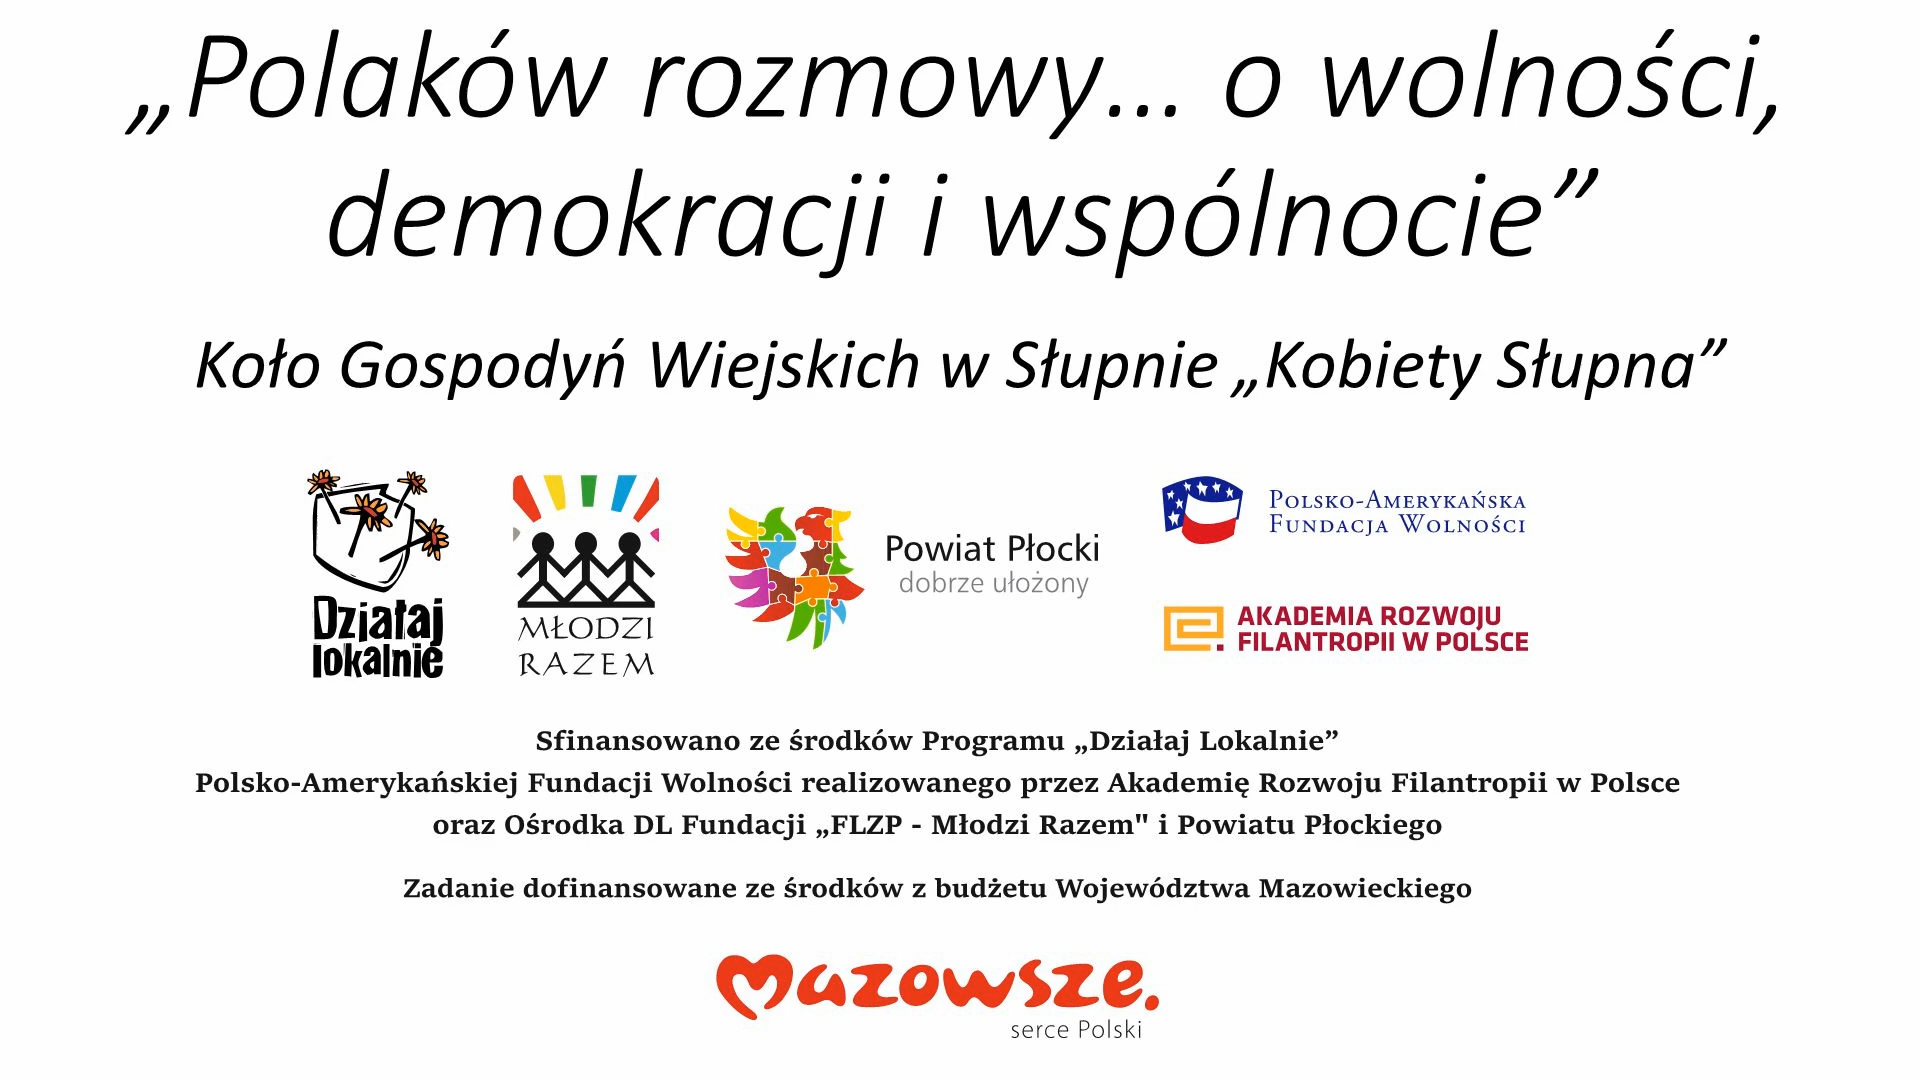 „Polaków rozmowy... o wolności,
demokracji i wspólnocie”
Koło Gospodyń Wiejskich w Słupnie „Kobiety Słupna”
Działaj
lokalnie
MŁODZI
RAZEM
Powiat Płocki
dobrze ułożony
POLSKO-AMERYKAŃSKA
FUNDACJA WOLNOŚCI
AKADEMIA ROZWOJU
FILANTROPII W POLSCE
Sfinansowano ze środków Programu „Działaj Lokalnie”
Polsko-Amerykańskiej Fundacji Wolności realizowanego przez Akademię Rozwoju Filantropii w Polsce
oraz Ośrodka DL Fundacji „FLZP - Młodzi Razem" i Powiatu Płockiego
Zadanie dofinansowane ze środków z budżetu Województwa Mazowieckiego
Mazowsze.
serce Polski